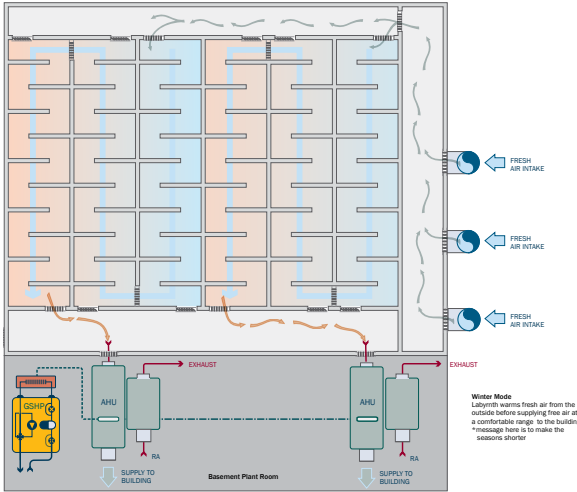 FRESH
AIR INTAKE
FRESH
AIR INTAKE
FRESH
AIR INTAKE
EXHAUST
EXHAUST
GSHP
AHU
AHU
RA
RA
SUPPLY TO
BUILDING
SUPPLY TO
BUILDING
Basement Plant Room
Winter Mode
Labyrnth warms fresh air from the
outside before supplying free air at
a comfortable range to the buildin
*message here is to make the
seasons shorter